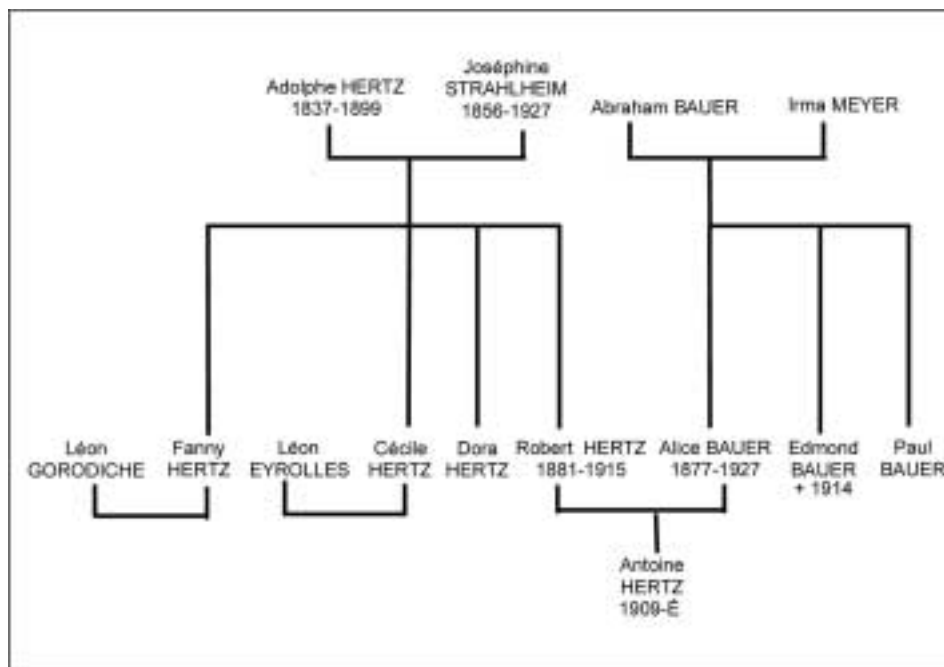 Adolphe HERTZ
1837-1899
Joséphine
STRAHLHEIM
1856-1927
Abraham BAUER
Irma MEYER
Léon
GORODICHE
Fanny
HERTZ
Léon
EYROLLES
Cécile
HERTZ
Dora
HERTZ
Robert HERTZ
1881-1915
Alice BAUER
1877-1927
Edmond
BAUER
+ 1914
Paul
BAUER
Antoine
HERTZ
1909-É